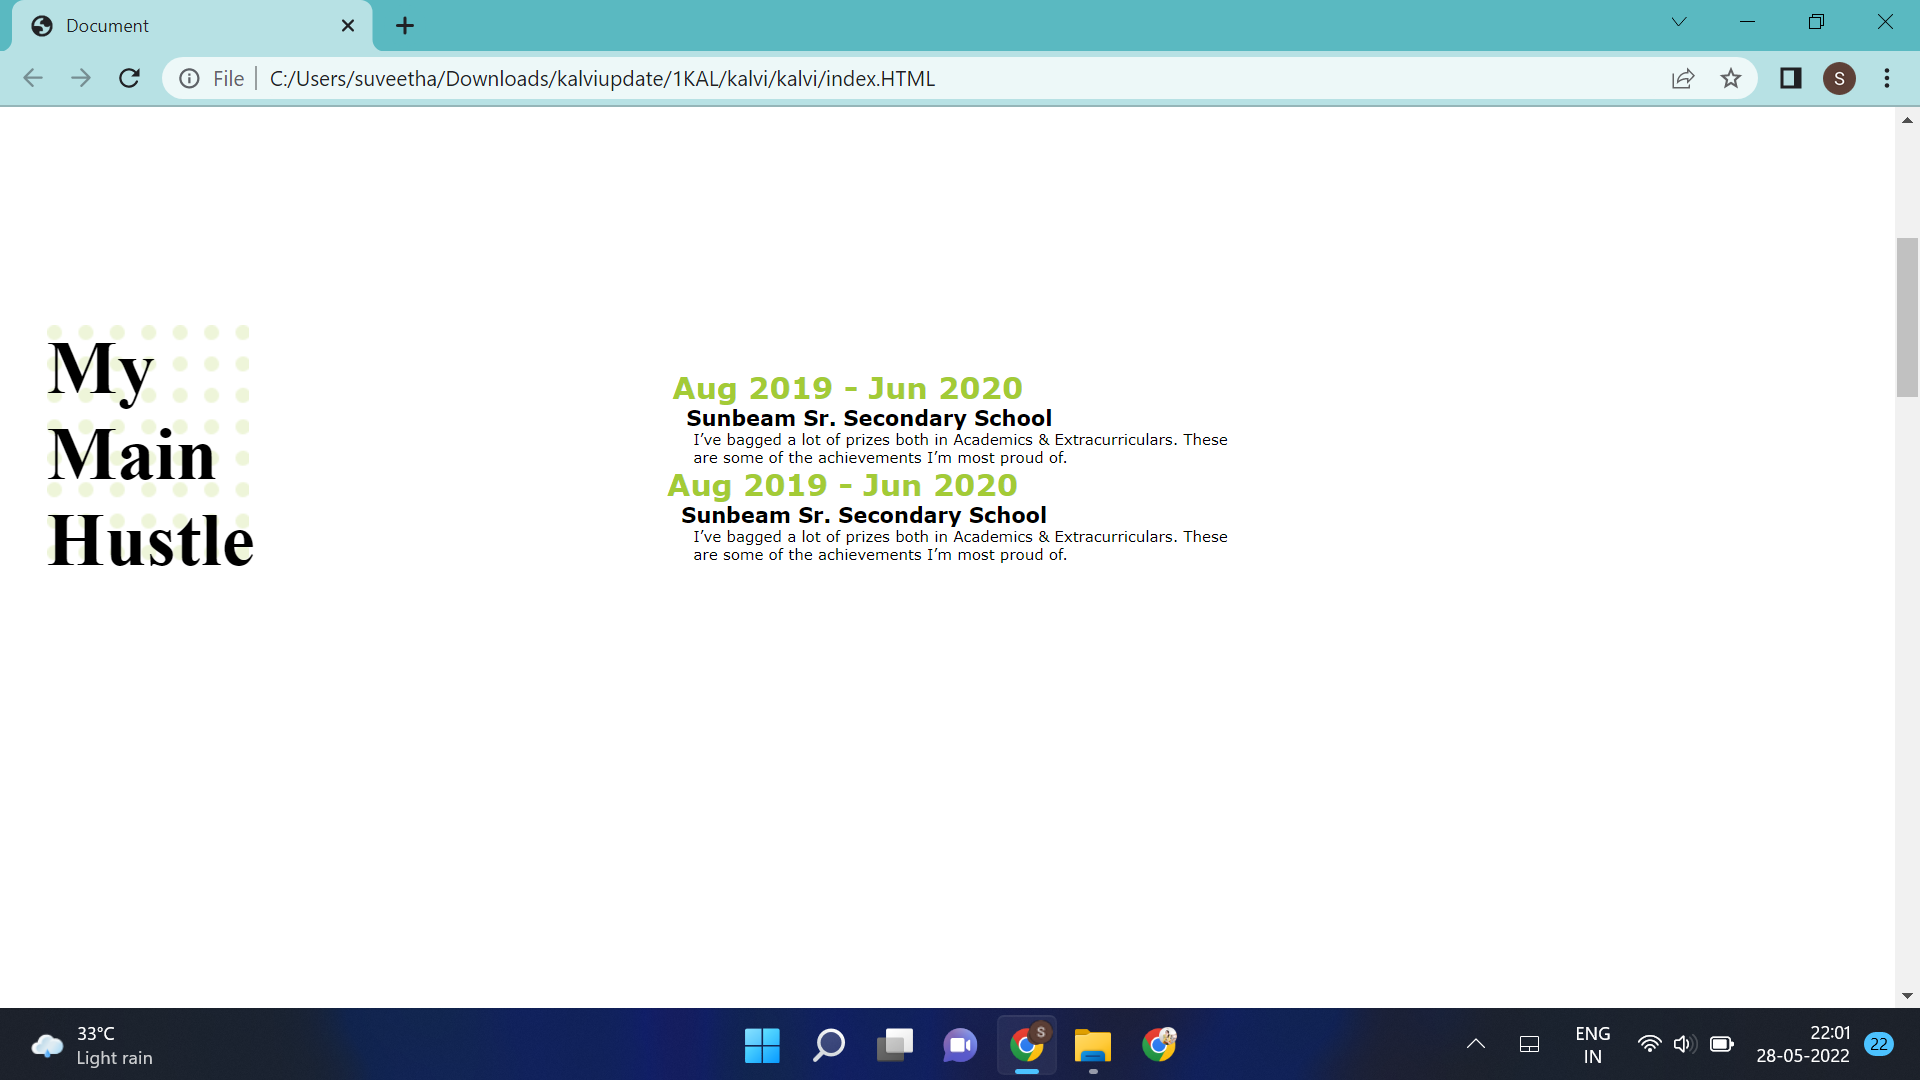 Document
File
C:/Users/suveetha/Downloads/kalviupdate/1KAL/kalvi/kalvi/index.HTML
S
My
Main
Hustle
Aug 2019 - Jun 2020
Sunbeam Sr. Secondary School
I’ve bagged a lot of prizes both in Academics & Extracurriculars. These
are some of the achievements I’m most proud of.
Aug 2019 - Jun 2020
Sunbeam Sr. Secondary School
I’ve bagged a lot of prizes both in Academics & Extracurriculars. These
are some of the achievements I’m most proud of.
33°C
Light rain
S
ENG
IN
22:01
28-05-2022
22